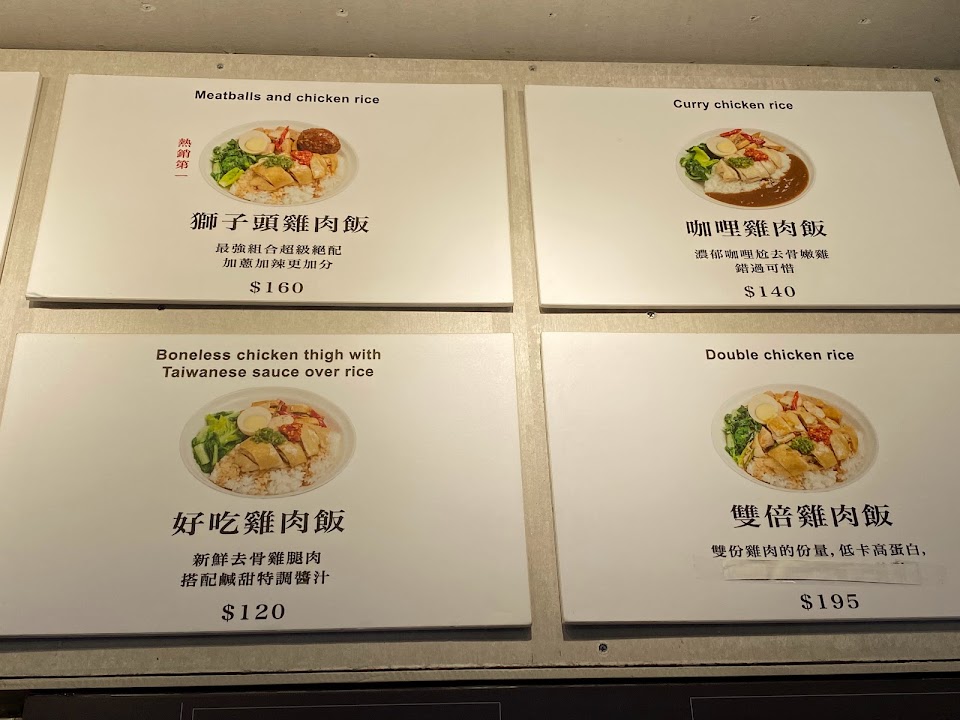 Meatballs and chicken rice
熱銷第一
獅子頭雞肉飯
最強組合超級絕配
加蔥加辣更加分
$160
Curry chicken rice
咖哩雞肉飯
濃郁咖哩尬去骨嫩雞
錯過可惜
$140
Boneless chicken thigh with
Taiwanese sauce over rice
好吃雞肉飯
新鮮去骨雞腿肉
搭配鹹甜特調醬汁
$120
Double chicken rice
雙倍雞肉飯
雙份雞肉的份量,低卡高蛋白,
$195